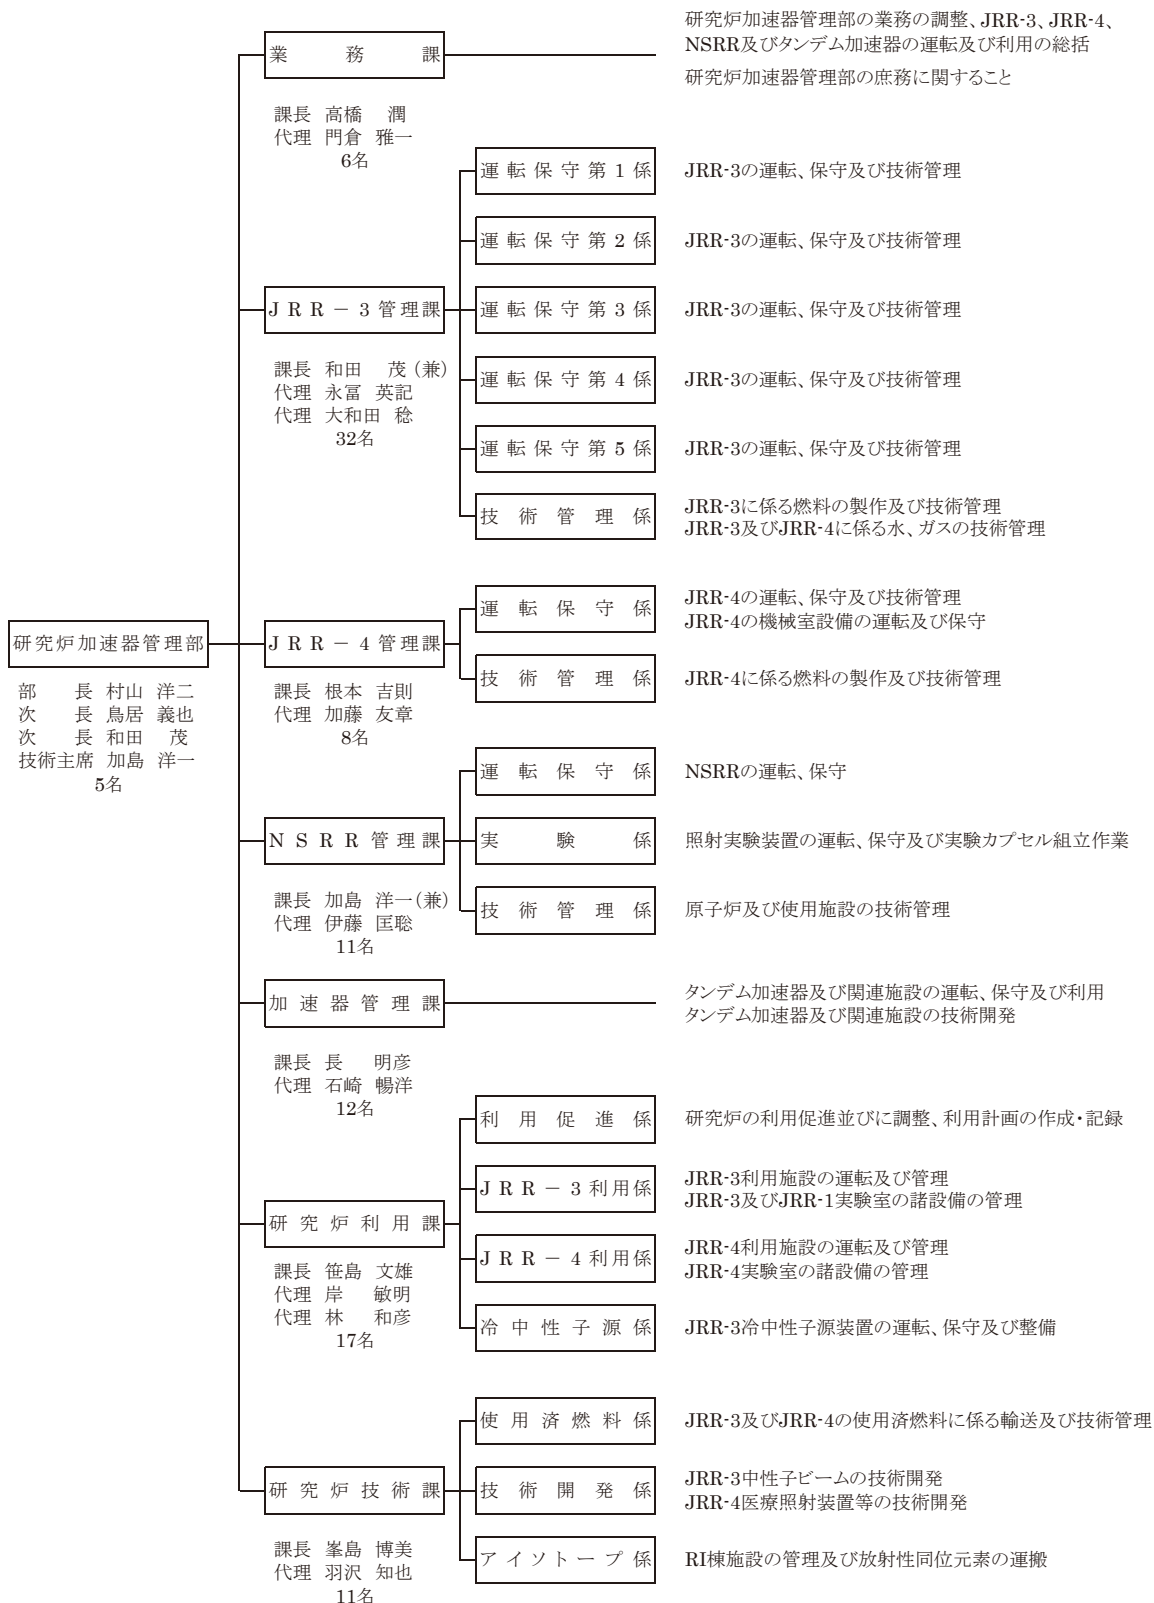 研究炉加速器管理部
部　長 村山 洋二
次　長 鳥居 義也
次　長 和田 茂
技術主席 加島 洋一
5名
業務課
課長 高橋 潤
代理 門倉 雅一
6名
研究炉加速器管理部の業務の調整、JRR-3、JRR-4、
NSRR及びタンデム加速器の運転及び利用の総括
研究炉加速器管理部の庶務に関すること
JRR－3管理課
課長 和田 茂（兼）
代理 永冨 英記
代理 大和田 稔
32名
運転保守第1係
JRR-3の運転、保守及び技術管理
運転保守第2係
JRR-3の運転、保守及び技術管理
運転保守第3係
JRR-3の運転、保守及び技術管理
運転保守第4係
JRR-3の運転、保守及び技術管理
運転保守第5係
JRR-3の運転、保守及び技術管理
技術管理係
JRR-3に係る燃料の製作及び技術管理
JRR-3及びJRR-4に係る水、ガスの技術管理
JRR－4管理課
課長 根本 吉則
代理 加藤 友章
8名
運転保守係
JRR-4の運転、保守及び技術管理
JRR-4の機械室設備の運転及び保守
技術管理係
JRR-4に係る燃料の製作及び技術管理
NSRR管理課
課長 加島 洋一（兼）
代理 伊藤 匡聡
11名
運転保守係
NSRRの運転、保守
実験係
照射実験装置の運転、保守及び実験カプセル組立作業
技術管理係
原子炉及び使用施設の技術管理
加速器管理課
課長 長 明彦
代理 石崎 暢洋
12名
タンデム加速器及び関連施設の運転、保守及び利用
タンデム加速器及び関連施設の技術開発
研究炉利用課
課長 笹島 文雄
代理 岸 敏明
代理 林 和彦
17名
利用促進係
研究炉の利用促進並びに調整、利用計画の作成・記録
JRR－3利用係
JRR-3利用施設の運転及び管理
JRR-3及びJRR-1実験室の諸設備の管理
JRR－4利用係
JRR-4利用施設の運転及び管理
JRR-4実験室の諸設備の管理
冷中性子源係
JRR-3冷中性子源装置の運転、保守及び整備
研究炉技術課
課長 峯島 博美
代理 羽沢 知也
11名
使用済燃料係
JRR-3及びJRR-4の使用済燃料に係る輸送及び技術管理
技術開発係
JRR-3中性子ビームの技術開発
JRR-4医療照射装置等の技術開発
アイソトープ係
RI棟施設の管理及び放射性同位元素の運搬